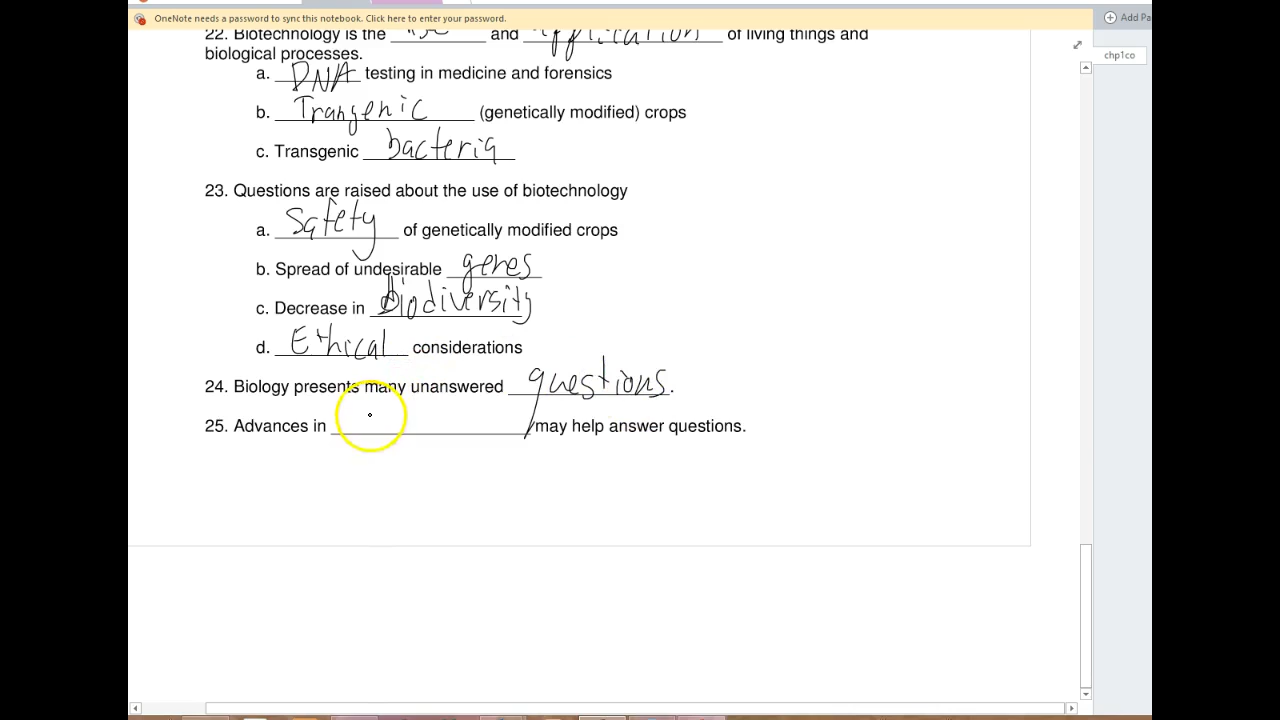 OneNote needs a password to sync this notebook. Click here to enter your password.
Add Pa
chp1co
22. Biotechnology is the use and application of living things and
biological processes.
a. DNA testing in medicine and forensics
b. Trangenic (genetically modified) crops
c. Transgenic bacteria
23. Questions are raised about the use of biotechnology
a. Safety of genetically modified crops
b. Spread of undesirable genes
c. Decrease in biodiversity
d. Ethical considerations
24. Biology presents many unanswered questions.
25. Advances in may help answer questions.